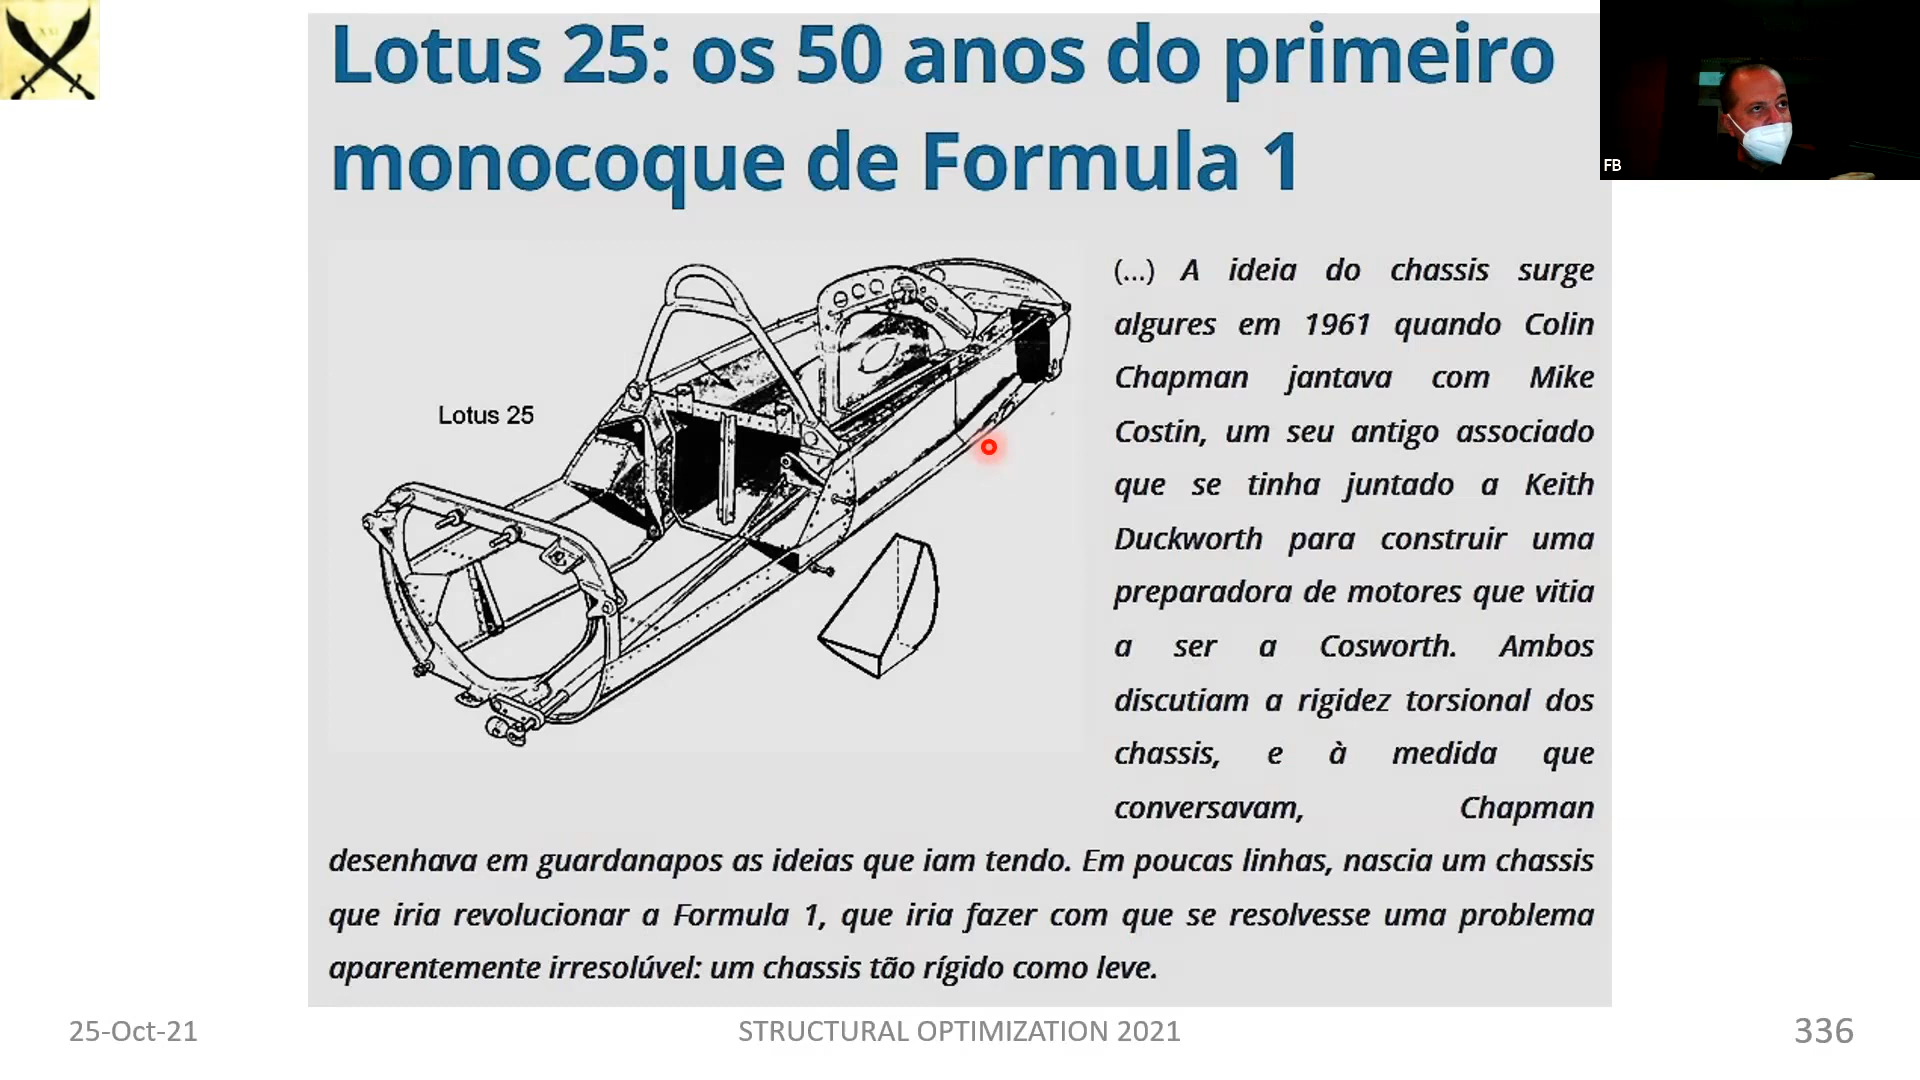 Lotus 25: os 50 anos do primeiro
monocoque de Formula 1
Lotus 25
(...) A ideia do chassis surge
algures em 1961 quando Colin
Chapman jantava com Mike
Costin, um seu antigo associado
que se tinha juntado a Keith
Duckworth para construir uma
preparadora de motores que vitia
a ser a Cosworth. Ambos
discutiam a rigidez torsional dos
chassis, e à medida que
conversavam, Chapman
desenhava em guardanapos as ideias que iam tendo. Em poucas linhas, nascia um chassis
que iria revolucionar a Formula 1, que iria fazer com que se resolvesse uma problema
aparentemente irresolúvel: um chassis tão rígido como leve.
FB
25-Oct-21
STRUCTURAL OPTIMIZATION 2021
336